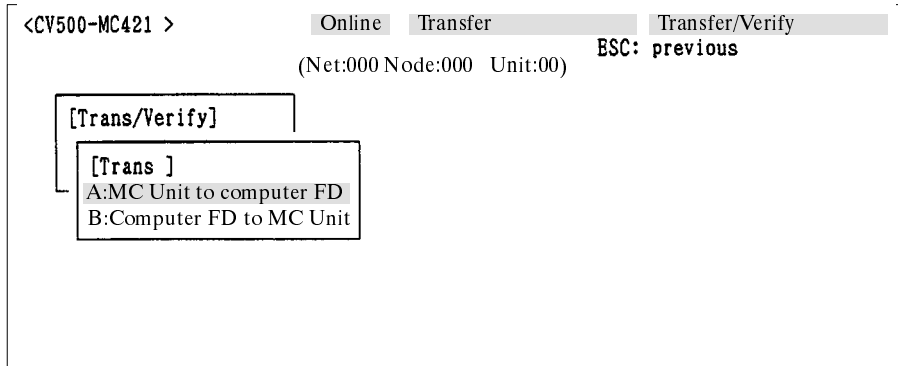 <CV500-MC421 > Online Transfer Transfer/Verify
ESC: previous
(Net:000 Node:000 Unit:00)
[Trans/Verify]
[Trans ]
A:MC Unit to computer FD
B:Computer FD to MC Unit